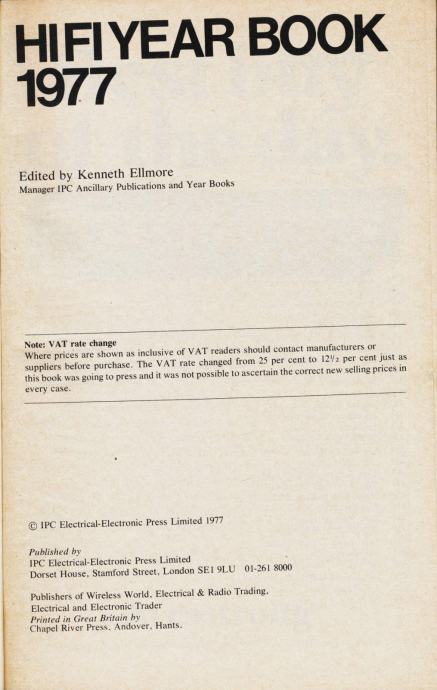 HI FI YEAR BOOK
1977
Edited by Kenneth Ellmore
Manager IPC Ancillary Publications and Year Books
Note: VAT rate change
Where prices are shown as inclusive of VAT readers should contact manufacturers or
suppliers before purchase. The VAT rate changed from 25 per cent to 12½ per cent just as
this book was going to press and it was not possible to ascertain the correct new selling prices in
every case.
© IPC Electrical-Electronic Press Limited 1977
Published by
IPC Electrical-Electronic Press Limited
Dorset House, Stamford Street, London SE1 9LU 01-261 8000
Publishers of Wireless World, Electrical & Radio Trading,
Electrical and Electronic Trader
Printed in Great Britain by
Chapel River Press, Andover, Hants.